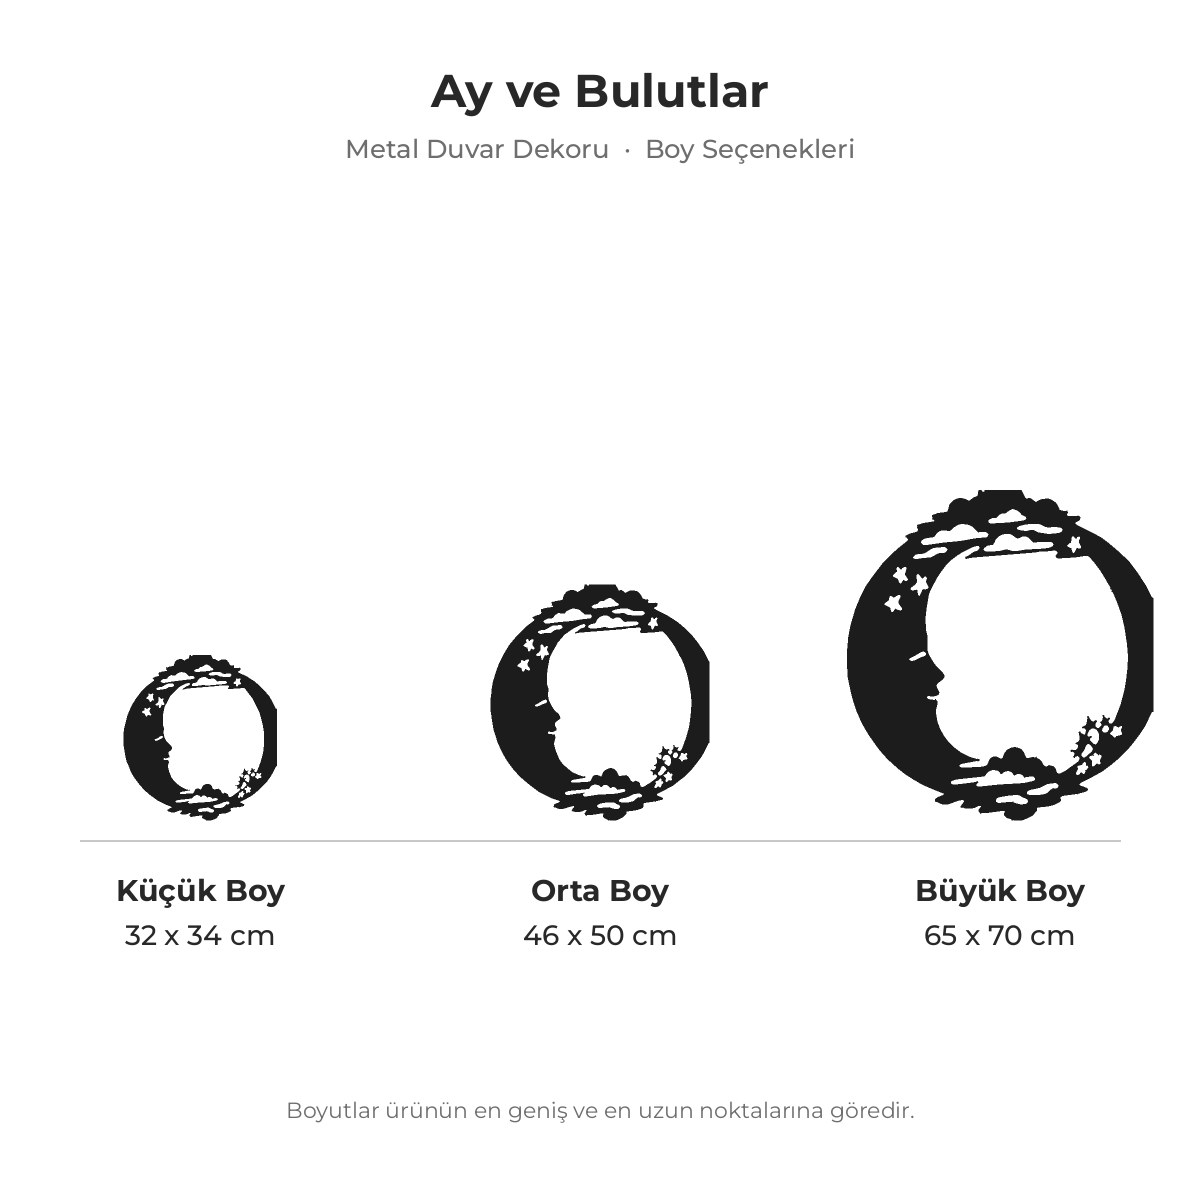 Ay ve Bulutlar
Metal Duvar Dekoru · Boy Seçenekleri
Küçük Boy
32 x 34 cm
Orta Boy
46 x 50 cm
Büyük Boy
65 x 70 cm
Boyutlar ürünün en geniş ve en uzun noktalarına göredir.